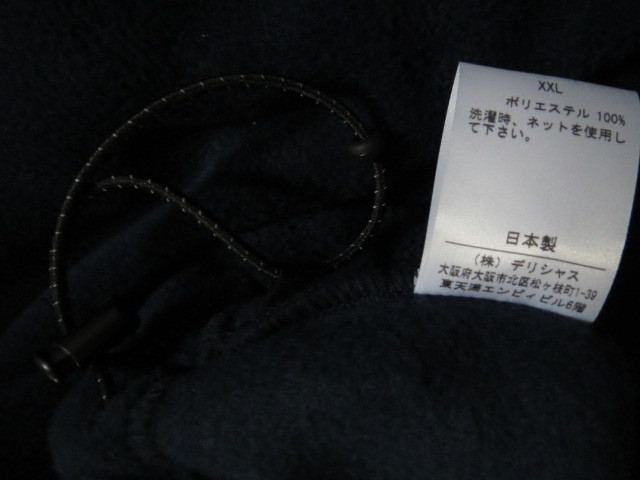 XXL
ポリエステル 100%
洗濯時、ネットを使用し
て下さい。
日本製
（株）デリシャス
大阪府大阪市北区松ヶ枝町1-39
東天満エンビィビル6階